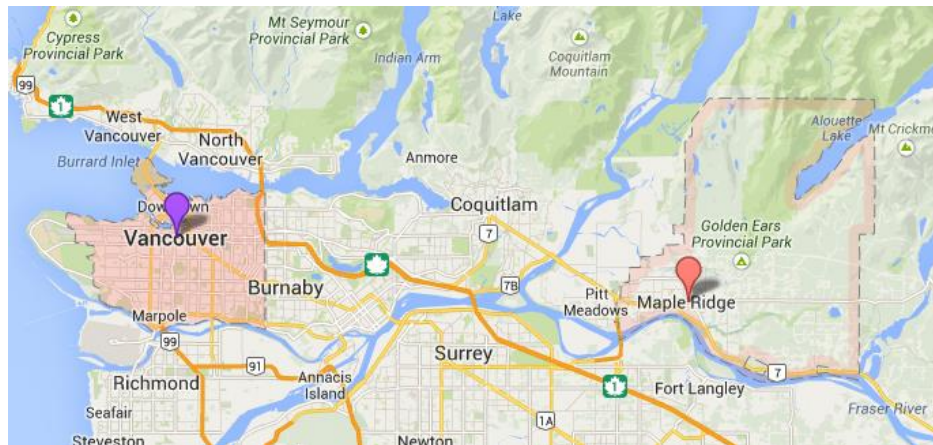 Cypress
Provincial Park
Mt Seymour
Provincial Park
Lake
Indian Arm
Coquitlam
Mountain
99
1
West
Vancouver
North
Vancouver
Burrard Inlet
Anmore
Alouette
Lake
Mt Crickm
Coquitlam
7
Golden Ears
Provincial Park
Vancouver
Burnaby
7B
Pitt
Meadows
Maple Ridge
Marpole
99
91
Surrey
Richmond
Annacis
Island
1
7
Fort Langley
Seafair
1A
Fraser River
Steveston
Newton